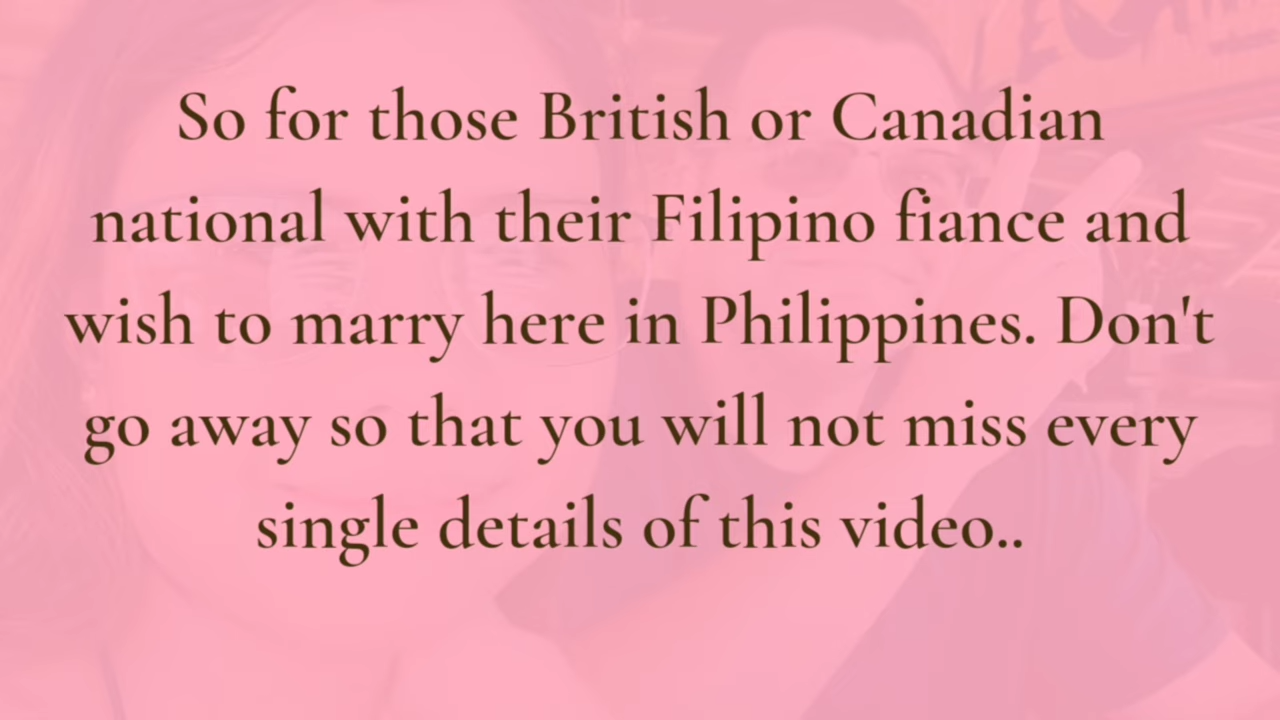 So for those British or Canadian
national with their Filipino fiance and
wish to marry here in Philippines. Don't
go away so that you will not miss every
single details of this video..